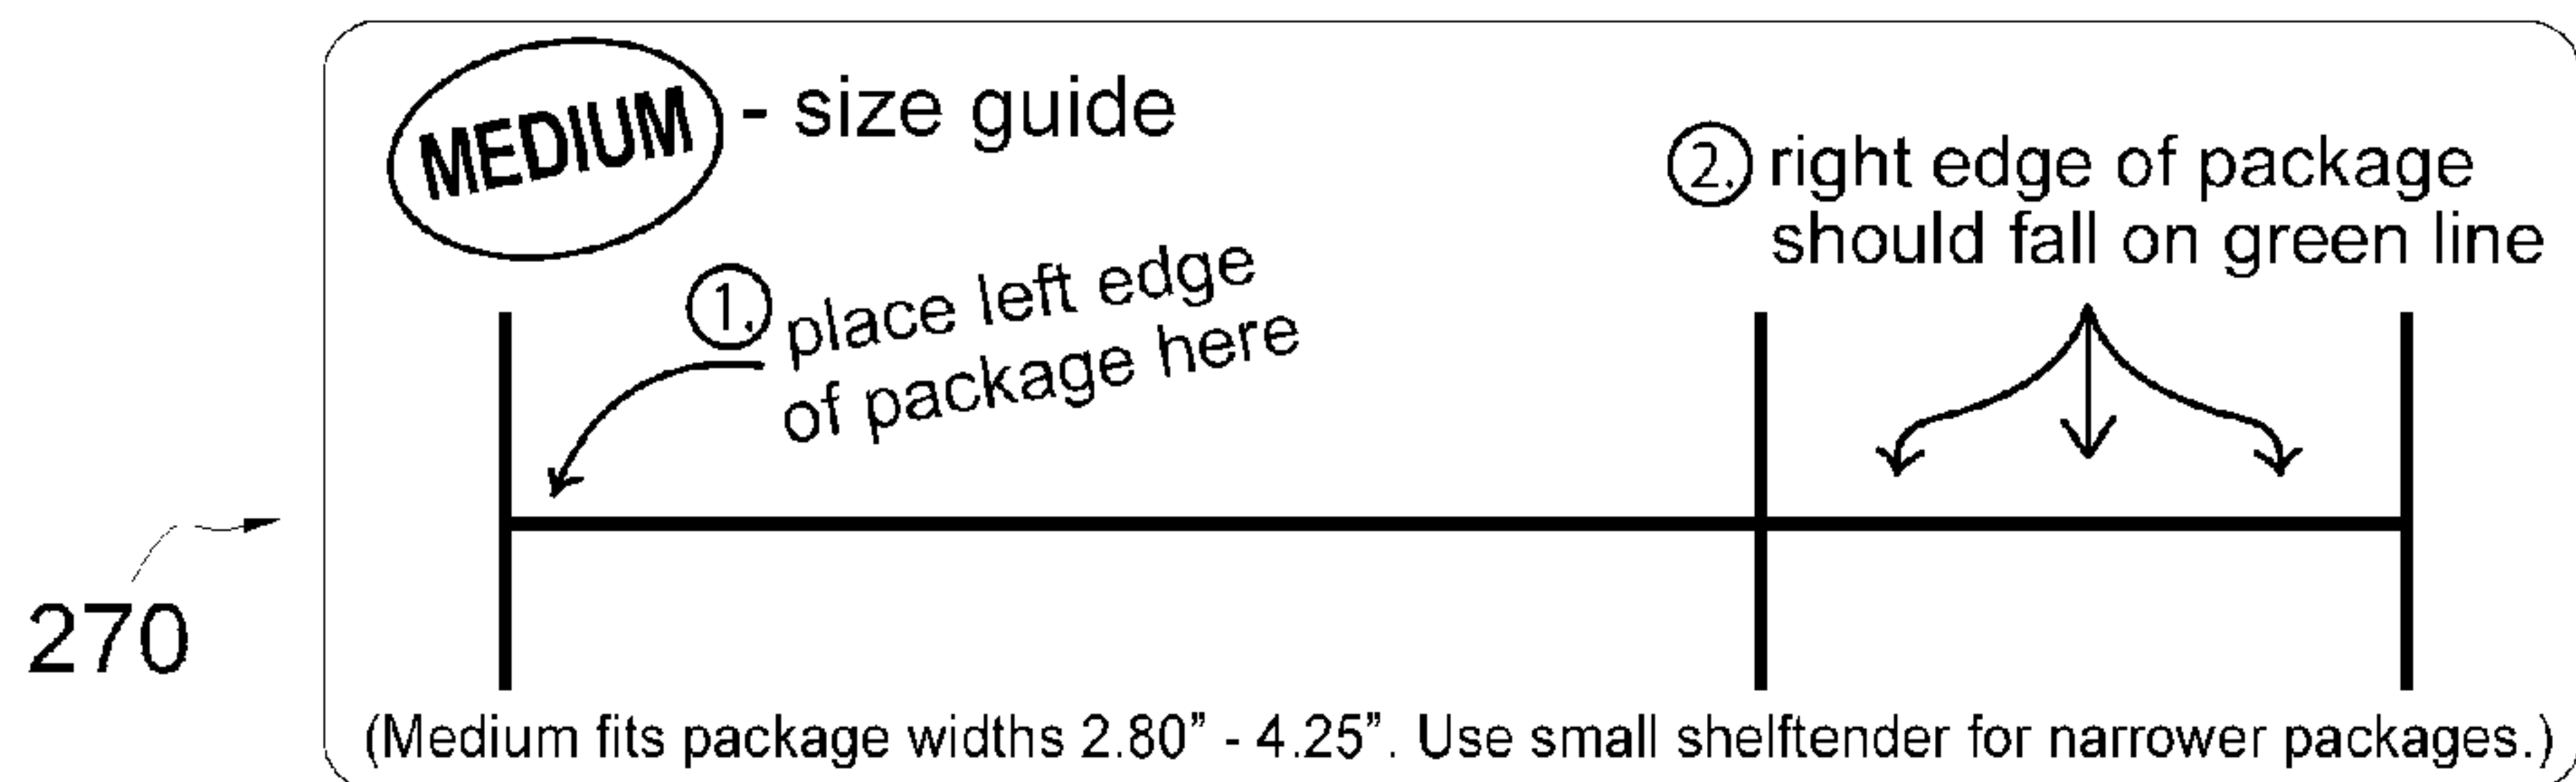 MEDIUM - size guide
1. place left edge
of package here
2. right edge of package
should fall on green line
270
(Medium fits package widths 2.80” - 4.25”. Use small shelftender for narrower packages.)